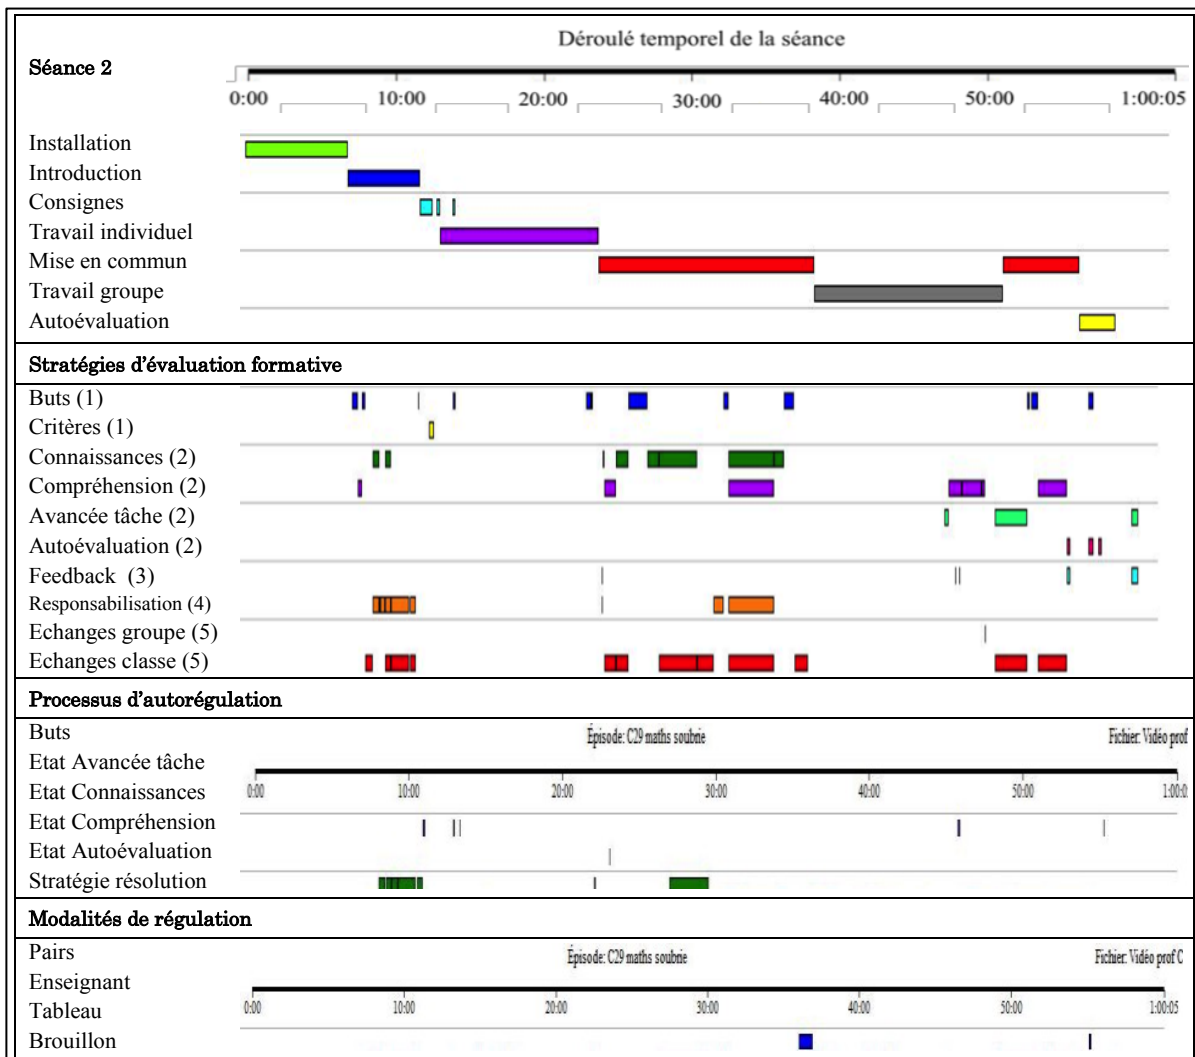 Déroulé temporel de la séance
Séance 2
0:00 10:00 20:00 30:00 40:00 50:00 1:00:05
Installation
Introduction
Consignes
Travail individuel
Mise en commun
Travail groupe
Autoévaluation
Stratégies d'évaluation formative
Buts (1)
Critères (1)
Connaissances (2)
Compréhension (2)
Avancée tâche (2)
Autoévaluation (2)
Feedback (3)
Responsabilisation (4)
Echanges groupe (5)
Echanges classe (5)
Processus d'autorégulation
Buts Épisode: C29 maths soubrie Fichier: Vidéo prof
Etat Avancée tâche
Etat Connaissances 0:00 10:00 20:00 30:00 40:00 50:00 1:00:0
Etat Compréhension
Etat Autoévaluation
Stratégie résolution
Modalités de régulation
Pairs Épisode: C29 maths soubrie Fichier: Vidéo prof C
Enseignant
Tableau 0:00 10:00 20:00 30:00 40:00 50:00 1:00:05
Brouillon